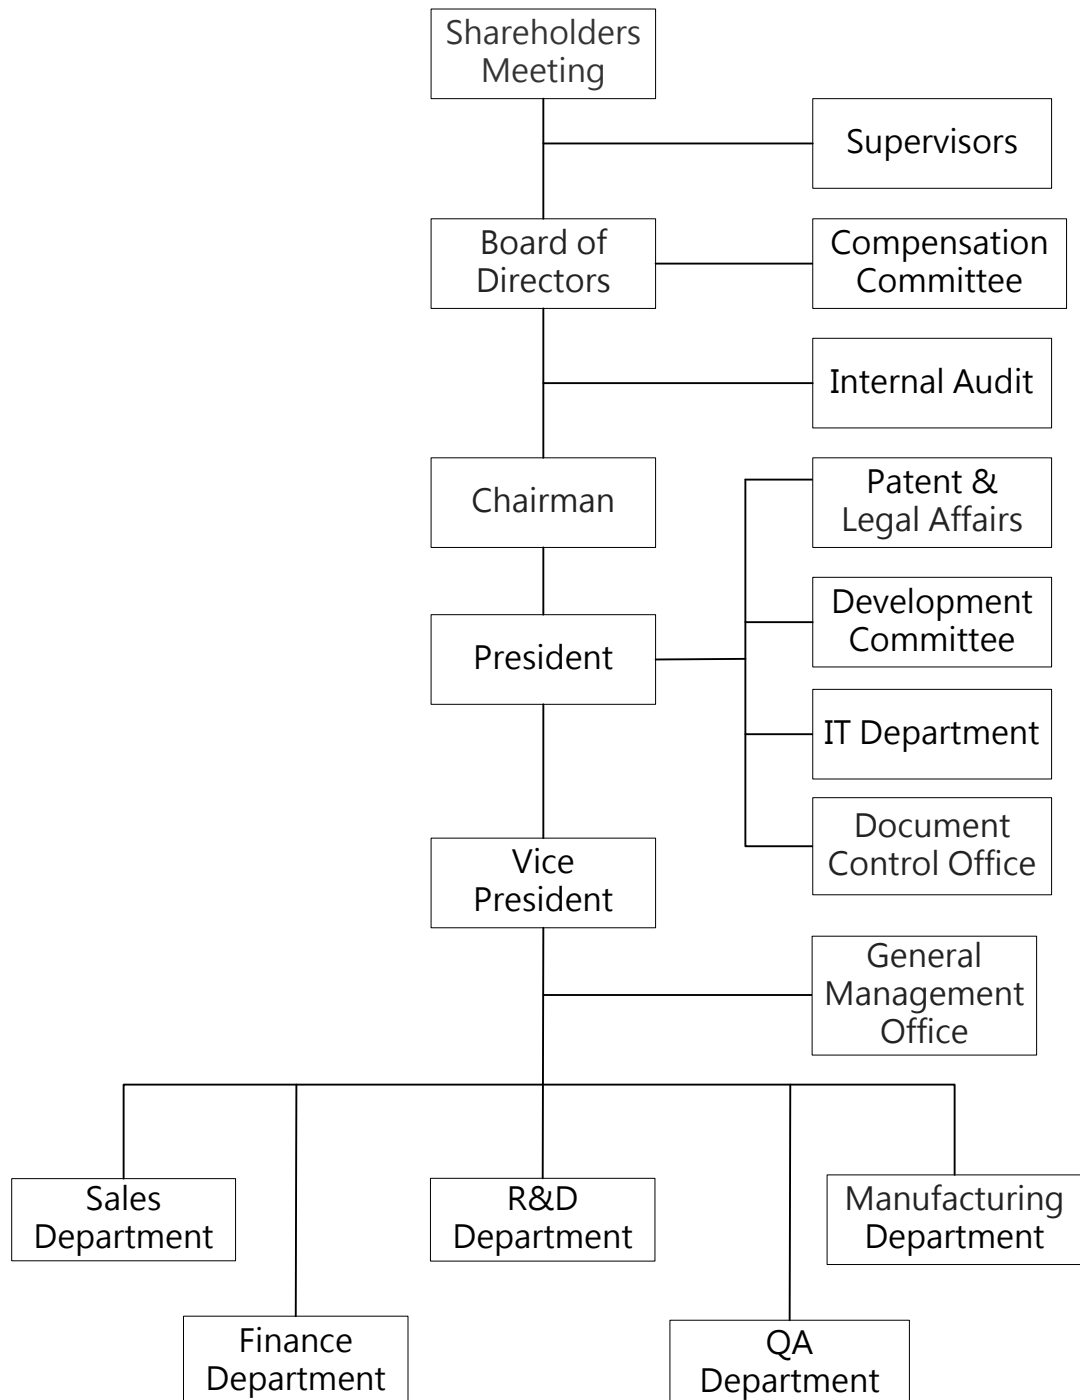 Shareholders
Meeting
Supervisors
Board of
Directors
Compensation
Committee
Internal Audit
Chairman
Patent &
Legal Affairs
Development
Committee
President
IT Department
Document
Control Office
Vice
President
General
Management
Office
Sales
Department
R&D
Department
Manufacturing
Department
Finance
Department
QA
Department